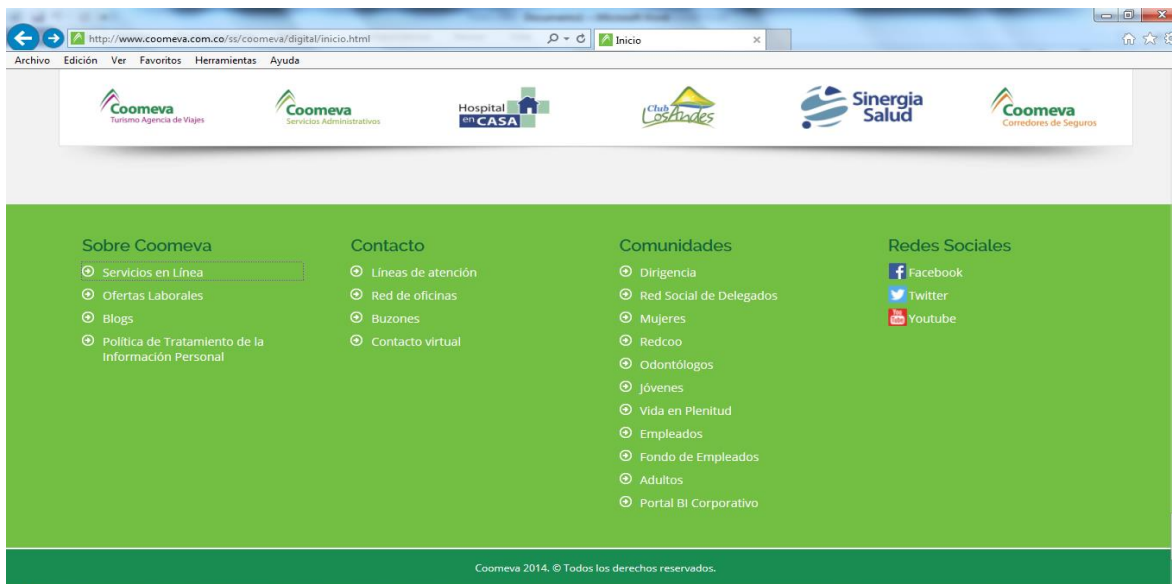 http://www.coomeva.com.co/ss/coomeva/digital/inicio.html
Inicio
Archivo Edición Ver Favoritos Herramientas Ayuda
Coomeva
Turismo Agencia de Viajes
Coomeva
Servicios Administrativos
Hospital
en CASA
Club
Los Andes
Sinergia
Salud
Coomeva
Corredores de Seguros
Sobre Coomeva
Servicios en Línea
Ofertas Laborales
Blogs
Política de Tratamiento de la
Información Personal
Contacto
Líneas de atención
Red de oficinas
Buzones
Contacto virtual
Comunidades
Dirigencia
Red Social de Delegados
Mujeres
Redcoo
Odontólogos
Jóvenes
Vida en Plenitud
Empleados
Fondo de Empleados
Adultos
Portal BI Corporativo
Redes Sociales
Facebook
Twitter
You
Tube
Youtube
Coomeva 2014. © Todos los derechos reservados.